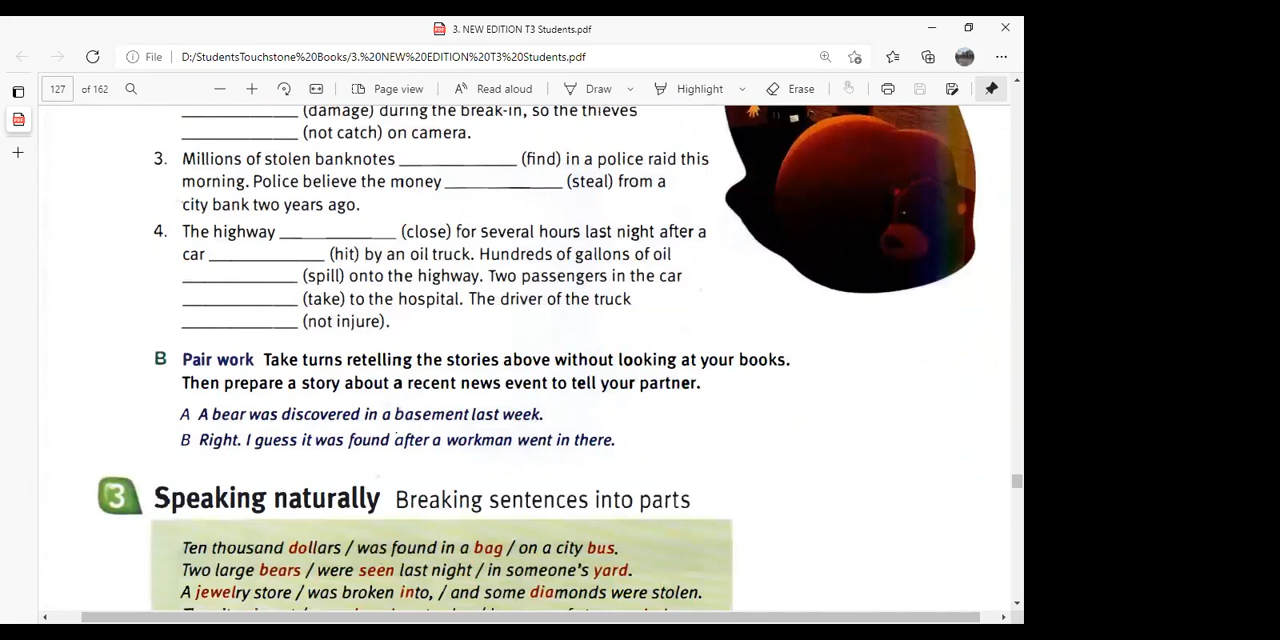 3. NEW EDITION T3 Students.pdf
File D:/StudentsTouchstone%20Books/3.%20NEW%20EDITION%20T3%20Students.pdf
127 of 162 Page view Read aloud Draw Highlight Erase
____________ (damage) during the break-in, so the thieves
____________ (not catch) on camera.
3. Millions of stolen banknotes ____________ (find) in a police raid this
morning. Police believe the money ____________ (steal) from a
city bank two years ago.
4. The highway ____________ (close) for several hours last night after a
car ____________ (hit) by an oil truck. Hundreds of gallons of oil
____________ (spill) onto the highway. Two passengers in the car
____________ (take) to the hospital. The driver of the truck
____________ (not injure).
B Pair work Take turns retelling the stories above without looking at your books.
Then prepare a story about a recent news event to tell your partner.
A A bear was discovered in a basement last week.
B Right. I guess it was found after a workman went in there.
3 Speaking naturally Breaking sentences into parts
Ten thousand dollars / was found in a bag / on a city bus.
Two large bears / were seen last night / in someone's yard.
A jewelry store / was broken into, / and some diamonds were stolen.